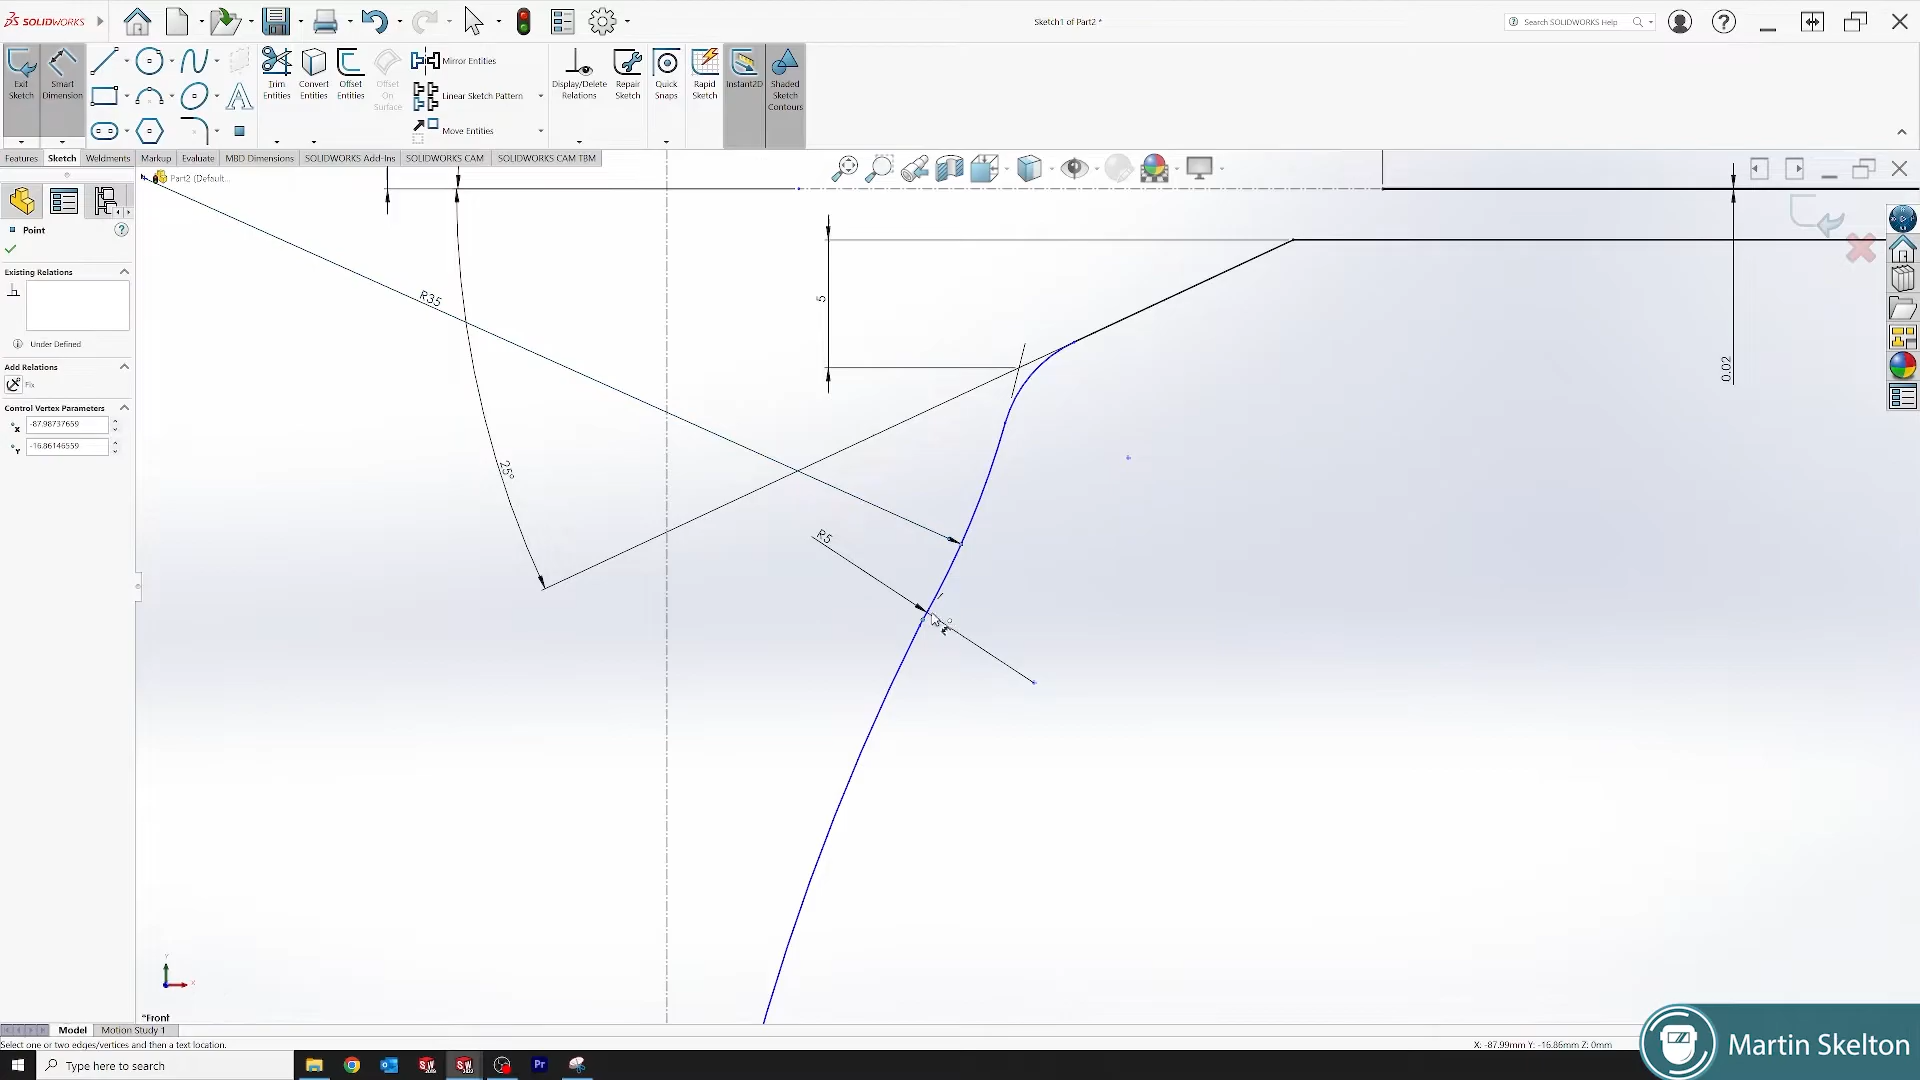 SOLIDWORKS
Sketch1 of Part2 *
Search SOLIDWORKS Help
Exit Sketch
Smart Dimension
Trim Entities
Convert Entities
Offset Entities
Offset On Surface
Mirror Entities
Linear Sketch Pattern
Move Entities
Display/Delete Relations
Repair Sketch
Quick Snaps
Rapid Sketch
Instant2D
Shaded Sketch Contours
Features
Sketch
Weldments
Markup
Evaluate
MBD Dimensions
SOLIDWORKS Add-Ins
SOLIDWORKS CAM
SOLIDWORKS CAM TBM
Part2 (Default...
Point
Existing Relations
Under Defined
Add Relations
Fix
Control Vertex Parameters
-87.98737659
-16.86146559
R35
25°
5
R5
0.02
*Front
Model
Motion Study 1
Select one or two edges/vertices and then a text location.
X: -87.99mm Y: -16.86mm Z: 0mm
Type here to search
Martin Skelton